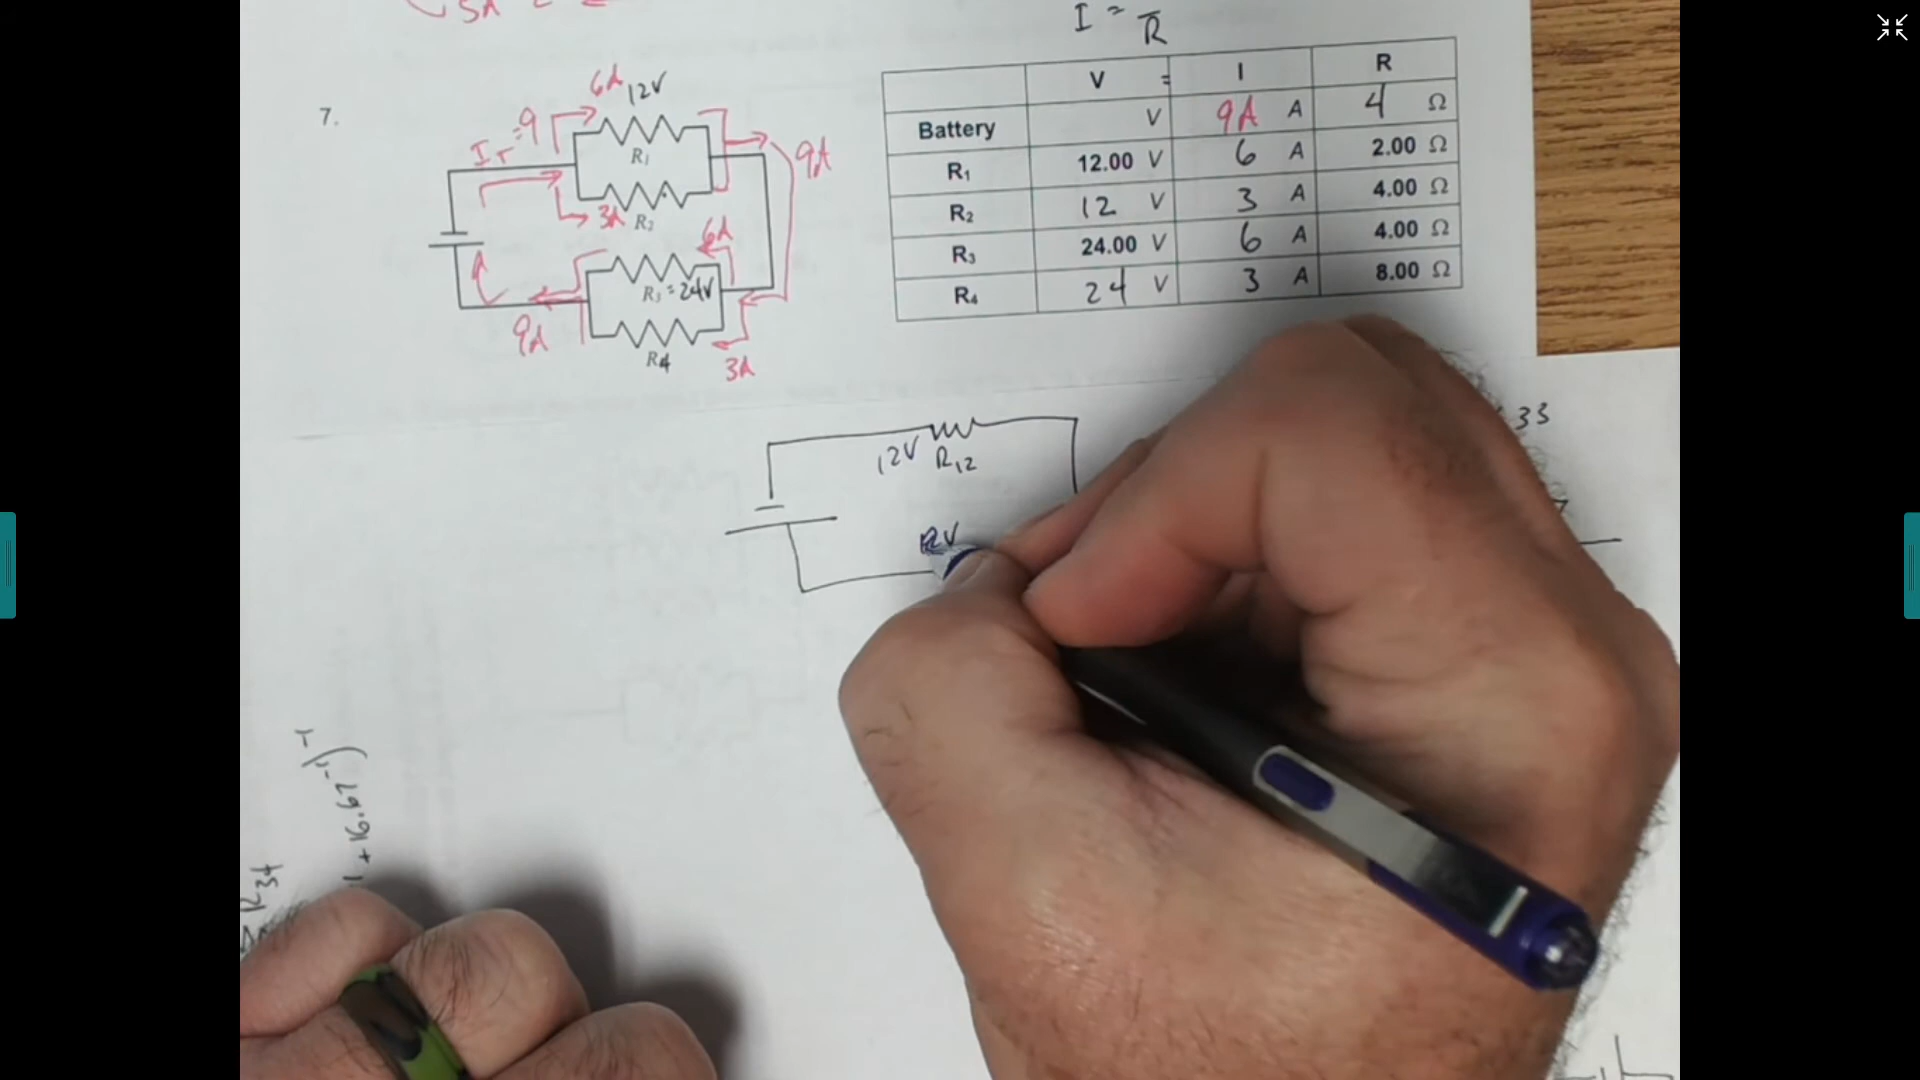 I = R
7.
6A 12V
I T = 9
R1
9A
3A R2
6A
R3 = 24V
9A
R4
3A
V = I R
Battery V 9A A 4 Ω
R1 12.00 V 6 A 2.00 Ω
R2 12 V 3 A 4.00 Ω
R3 24.00 V 6 A 4.00 Ω
R4 24 V 3 A 8.00 Ω
33
12V R12
+ 16.67⁻¹)⁻¹
R34